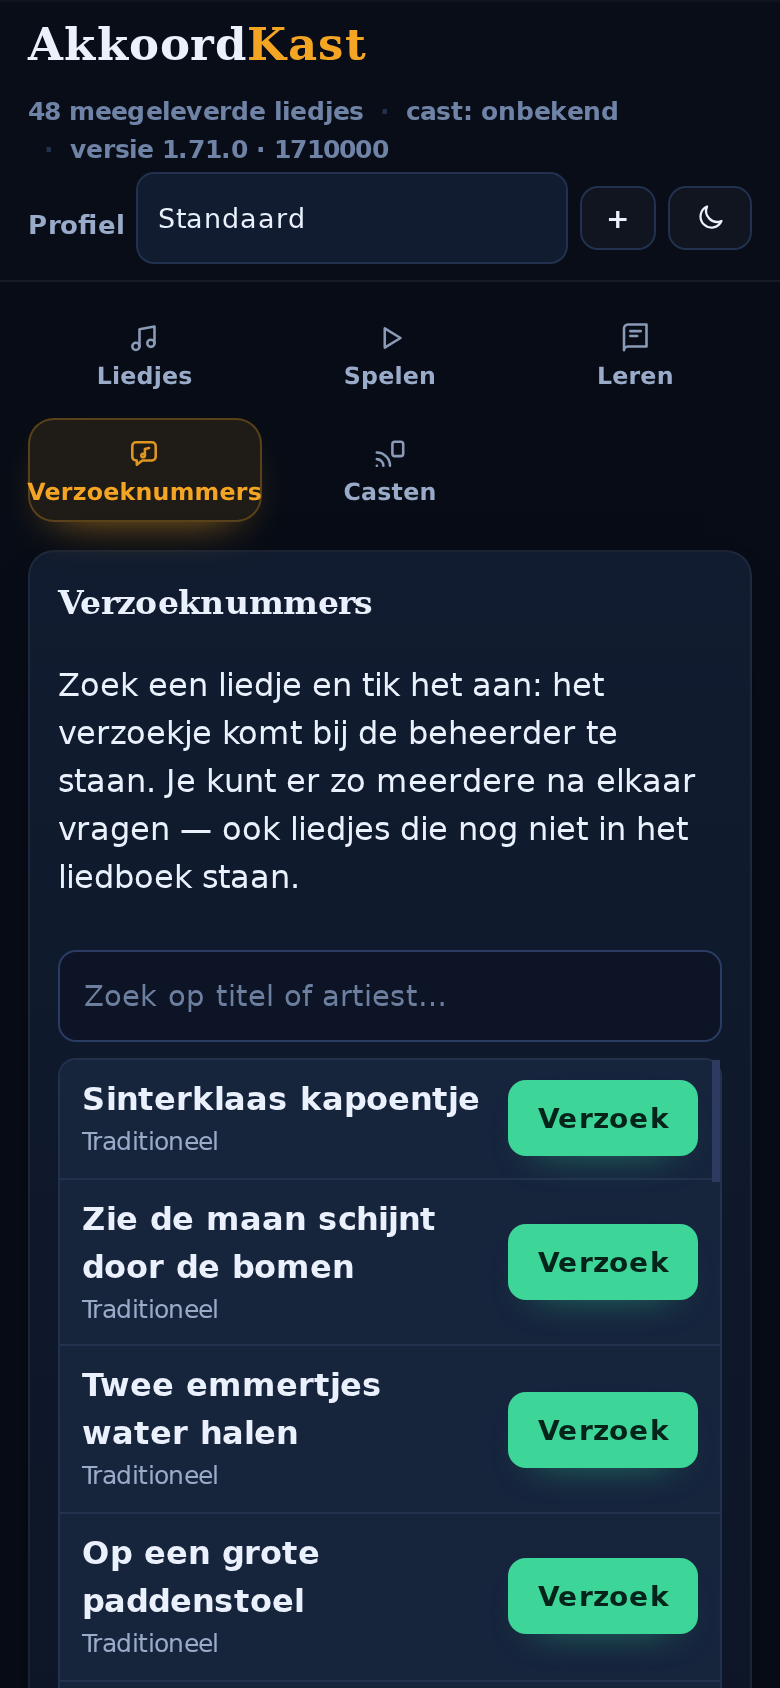 AkkoordKast
48 meegeleverde liedjes · cast: onbekend
· versie 1.71.0 · 1710000
Profiel Standaard +
Liedjes Spelen Leren
Verzoeknummers Casten
Verzoeknummers
Zoek een liedje en tik het aan: het
verzoekje komt bij de beheerder te
staan. Je kunt er zo meerdere na elkaar
vragen — ook liedjes die nog niet in het
liedboek staan.
Zoek op titel of artiest…
Sinterklaas kapoentje
Traditioneel
Verzoek
Zie de maan schijnt
door de bomen
Traditioneel
Verzoek
Twee emmertjes
water halen
Traditioneel
Verzoek
Op een grote
paddenstoel
Traditioneel
Verzoek